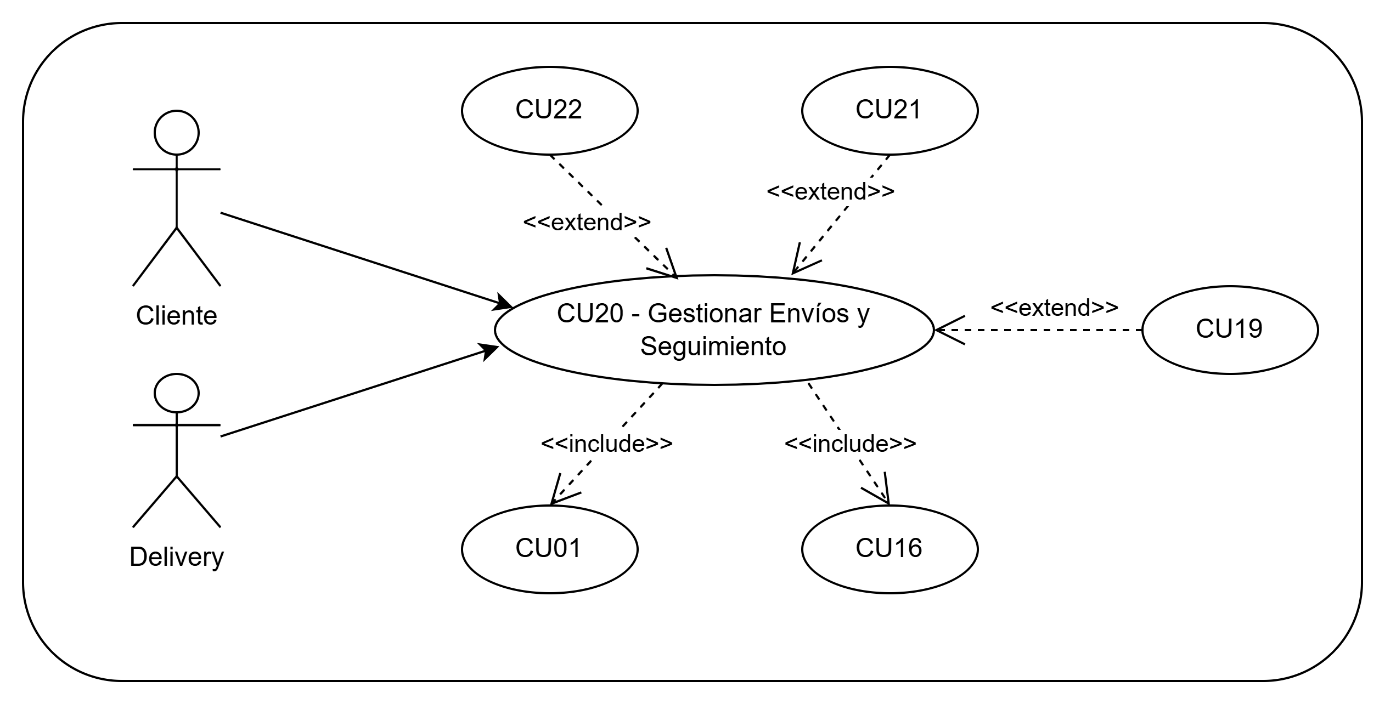 CU22
CU21
<<extend>>
<<extend>>
Cliente
CU20 - Gestionar Envíos y
Seguimiento
<<extend>>
CU19
<<include>>
<<include>>
Delivery
CU01
CU16